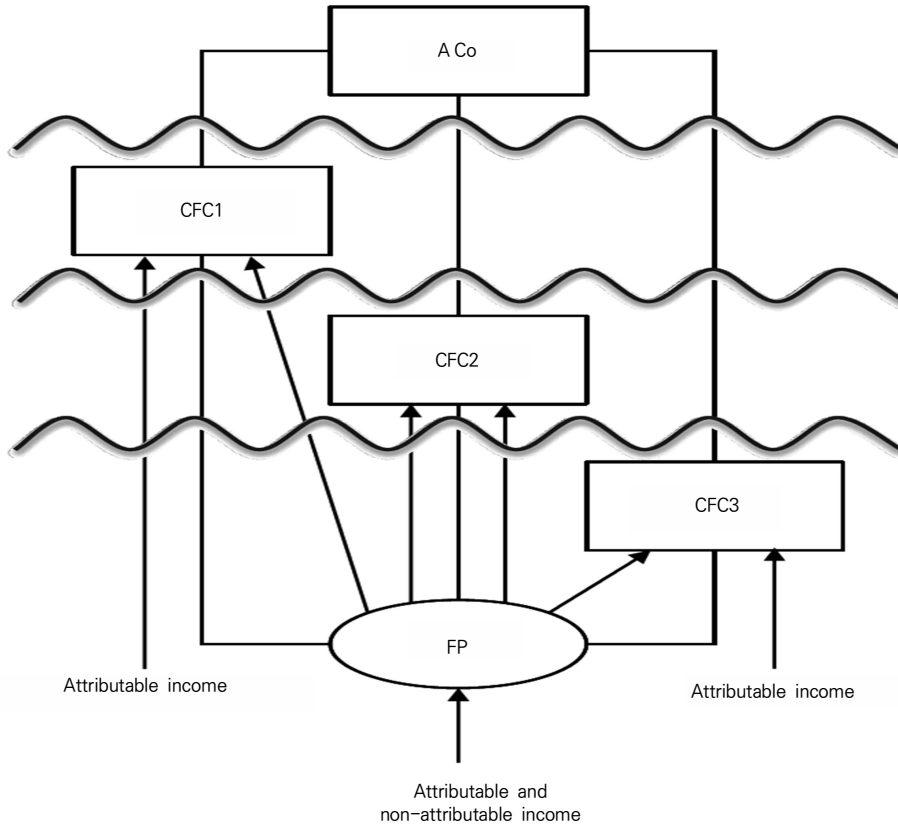 A Co
CFC1
CFC2
CFC3
FP
Attributable income
Attributable income
Attributable and
non-attributable income